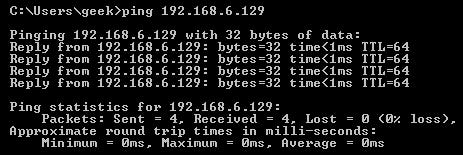 C:\Users\geek>ping 192.168.6.129
Pinging 192.168.6.129 with 32 bytes of data:
Reply from 192.168.6.129: bytes=32 time<1ms TTL=64
Reply from 192.168.6.129: bytes=32 time<1ms TTL=64
Reply from 192.168.6.129: bytes=32 time<1ms TTL=64
Reply from 192.168.6.129: bytes=32 time<1ms TTL=64
Ping statistics for 192.168.6.129:
Packets: Sent = 4, Received = 4, Lost = 0 (0% loss),
Approximate round trip times in milli-seconds:
Minimum = 0ms, Maximum = 0ms, Average = 0ms